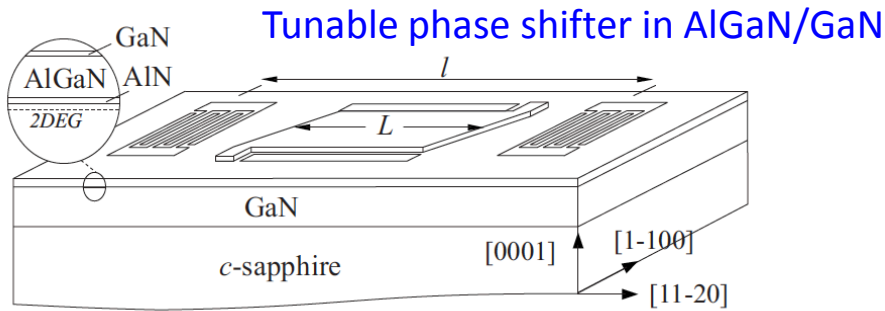 Tunable phase shifter in AlGaN/GaN
GaN
AlGaN AlN
2DEG
l
L
GaN
c-sapphire
[0001]
[1-100]
[11-20]